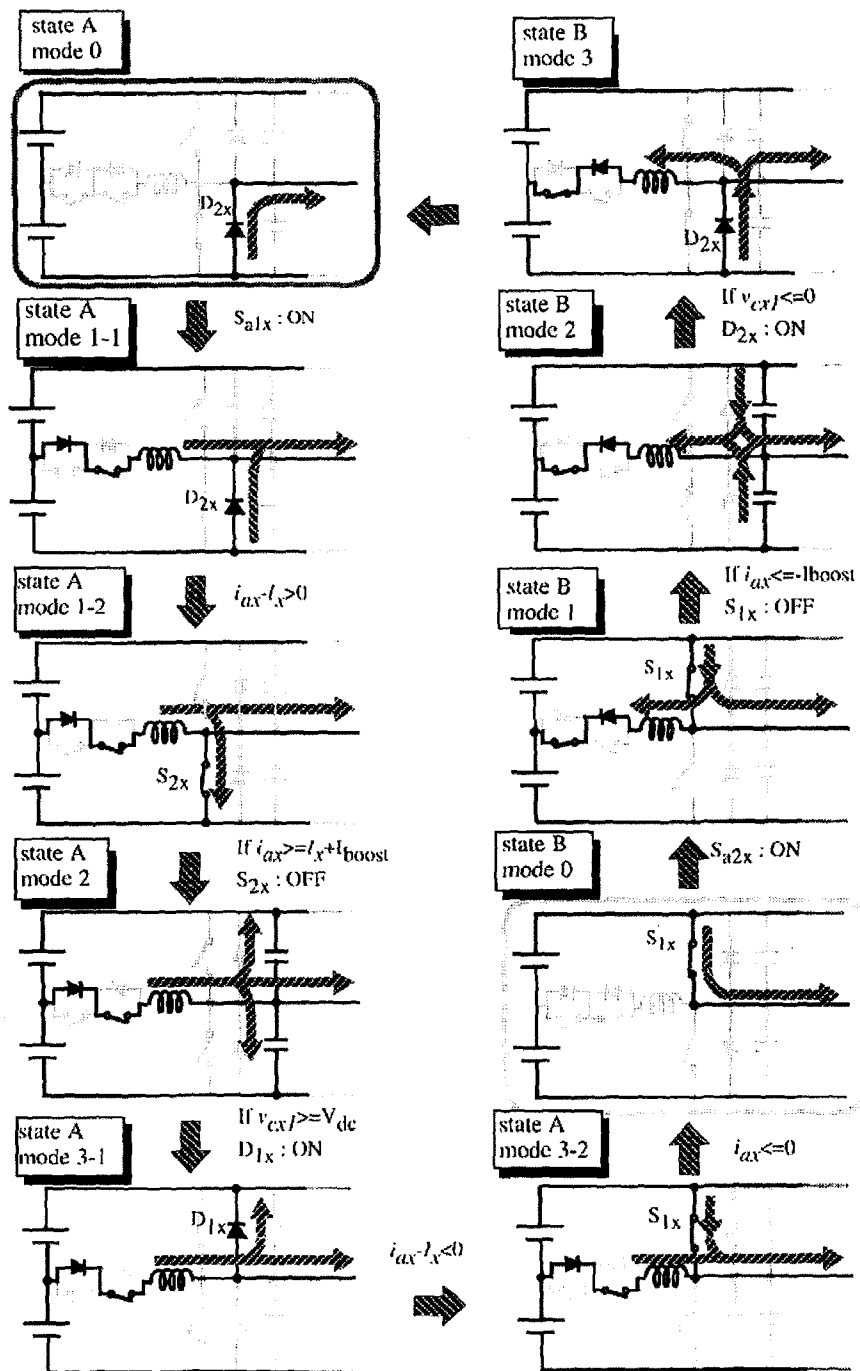 state A
mode 0
D2x
Sa1x : ON
state A
mode 1-1
D2x
iax-Ix>0
state A
mode 1-2
S2x
If iax>=Ix+Iboost
S2x : OFF
state A
mode 2
If vcx1>=Vdc
D1x : ON
state A
mode 3-1
D1x
iax-Ix<0
state A
mode 3-2
S1x
iax<=0
state B
mode 0
S1x
Sa2x : ON
state B
mode 1
S1x
If iax<=-Iboost
S1x : OFF
state B
mode 2
If vcx1<=0
D2x : ON
state B
mode 3
D2x